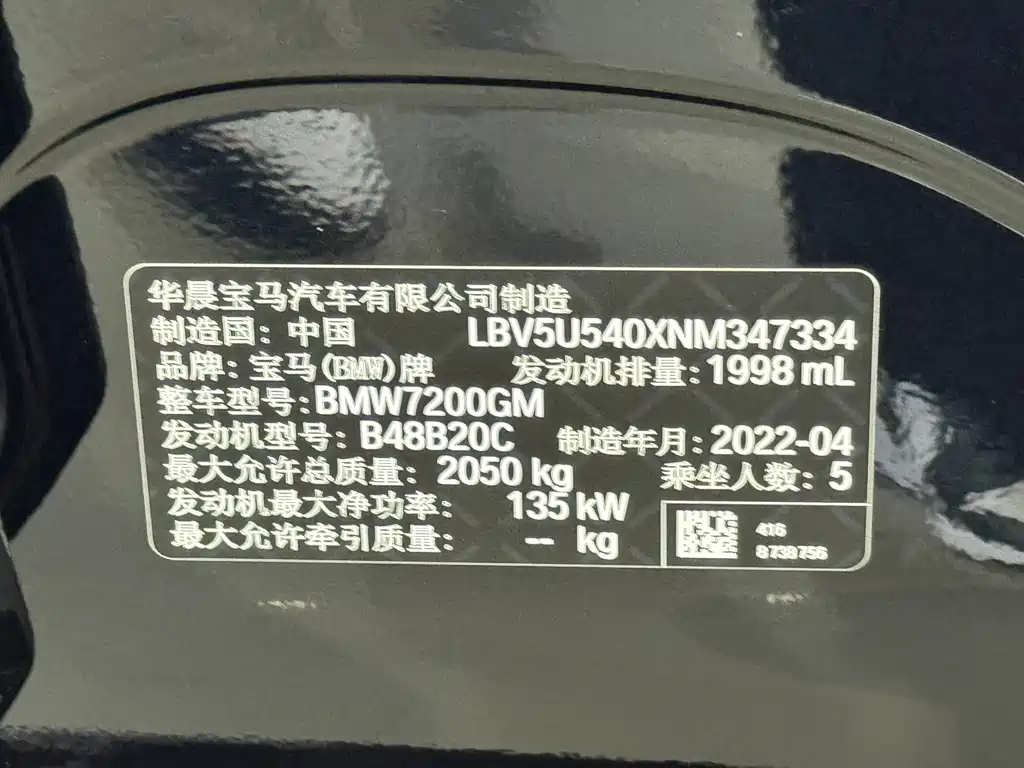 华晨宝马汽车有限公司制造
制造国：中国 LBV5U540XNM347334
品牌：宝马(BMW)牌 发动机排量：1998 mL
整车型号：BMW7200GM
发动机型号：B48B20C 制造年月：2022-04
最大允许总质量：2050 kg 乘坐人数：5
发动机最大净功率：135 kW
最大允许牵引质量：-- kg
416
8738756